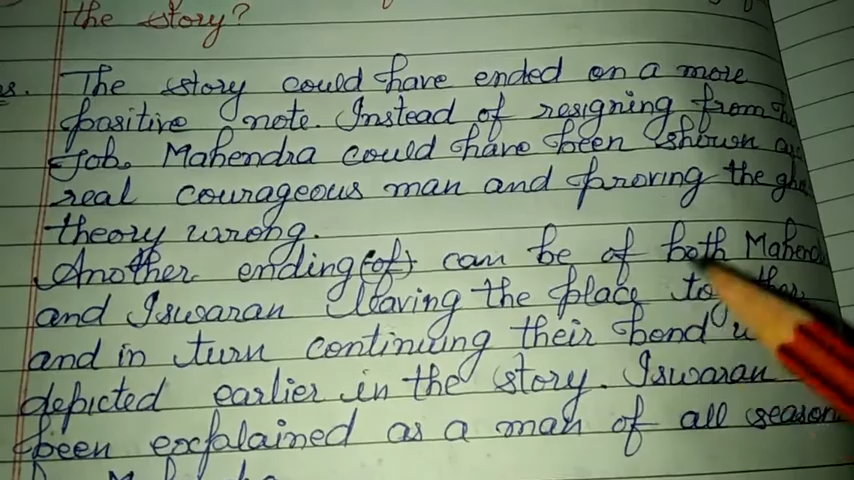 the story?
The story could have ended on a more
positive note. Instead of resigning from
Job. Mahendra could have been shown
real courageous man and proving the
theory wrong.
Another ending (of) can be of both
and Iswaran leaving the place
and in turn continuing their bond
depicted earlier in the story. Iswaran
been explained as a man of all